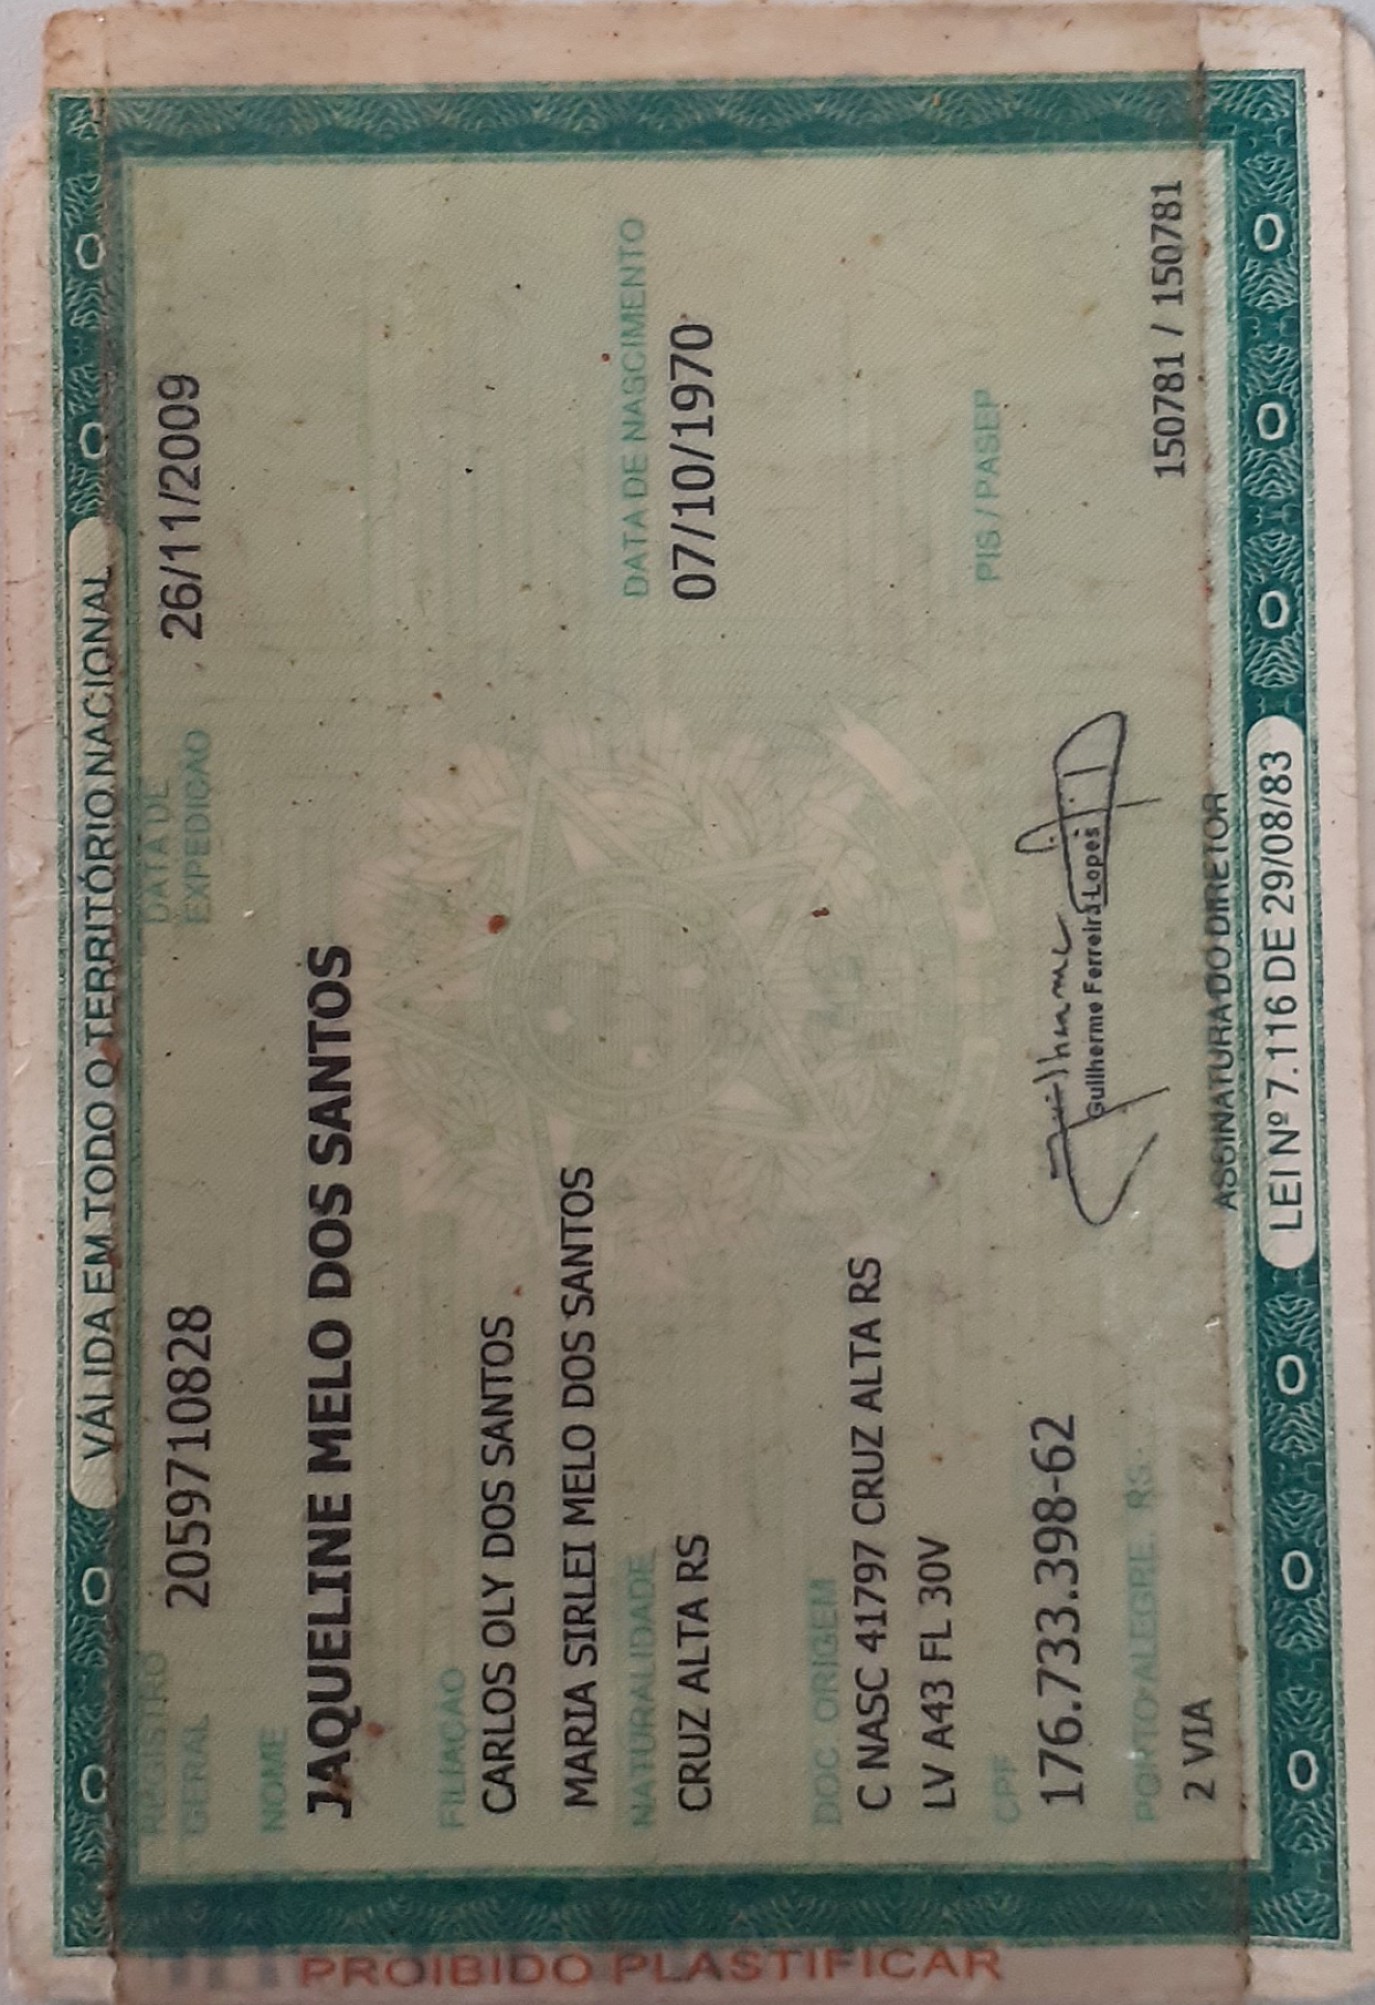 VÁLIDA EM TODO O TERRITÓRIO NACIONAL
REGISTRO GERAL 2059710828 DATA DE EXPEDIÇÃO 26/11/2009
NOME
JAQUELINE MELO DOS SANTOS
FILIAÇÃO
CARLOS OLY DOS SANTOS
MARIA SIRLEI MELO DOS SANTOS
NATURALIDADE DATA DE NASCIMENTO
CRUZ ALTA RS 07/10/1970
DOC. ORIGEM
C NASC 41797 CRUZ ALTA RS
LV A43 FL 30V
CPF PIS / PASEP
176.733.398-62
Guilherme Ferreira Lopes
PORTO ALEGRE, RS
2 VIA 150781 / 150781
ASSINATURA DO DIRETOR
LEI Nº 7.116 DE 29/08/83
PROIBIDO PLASTIFICAR